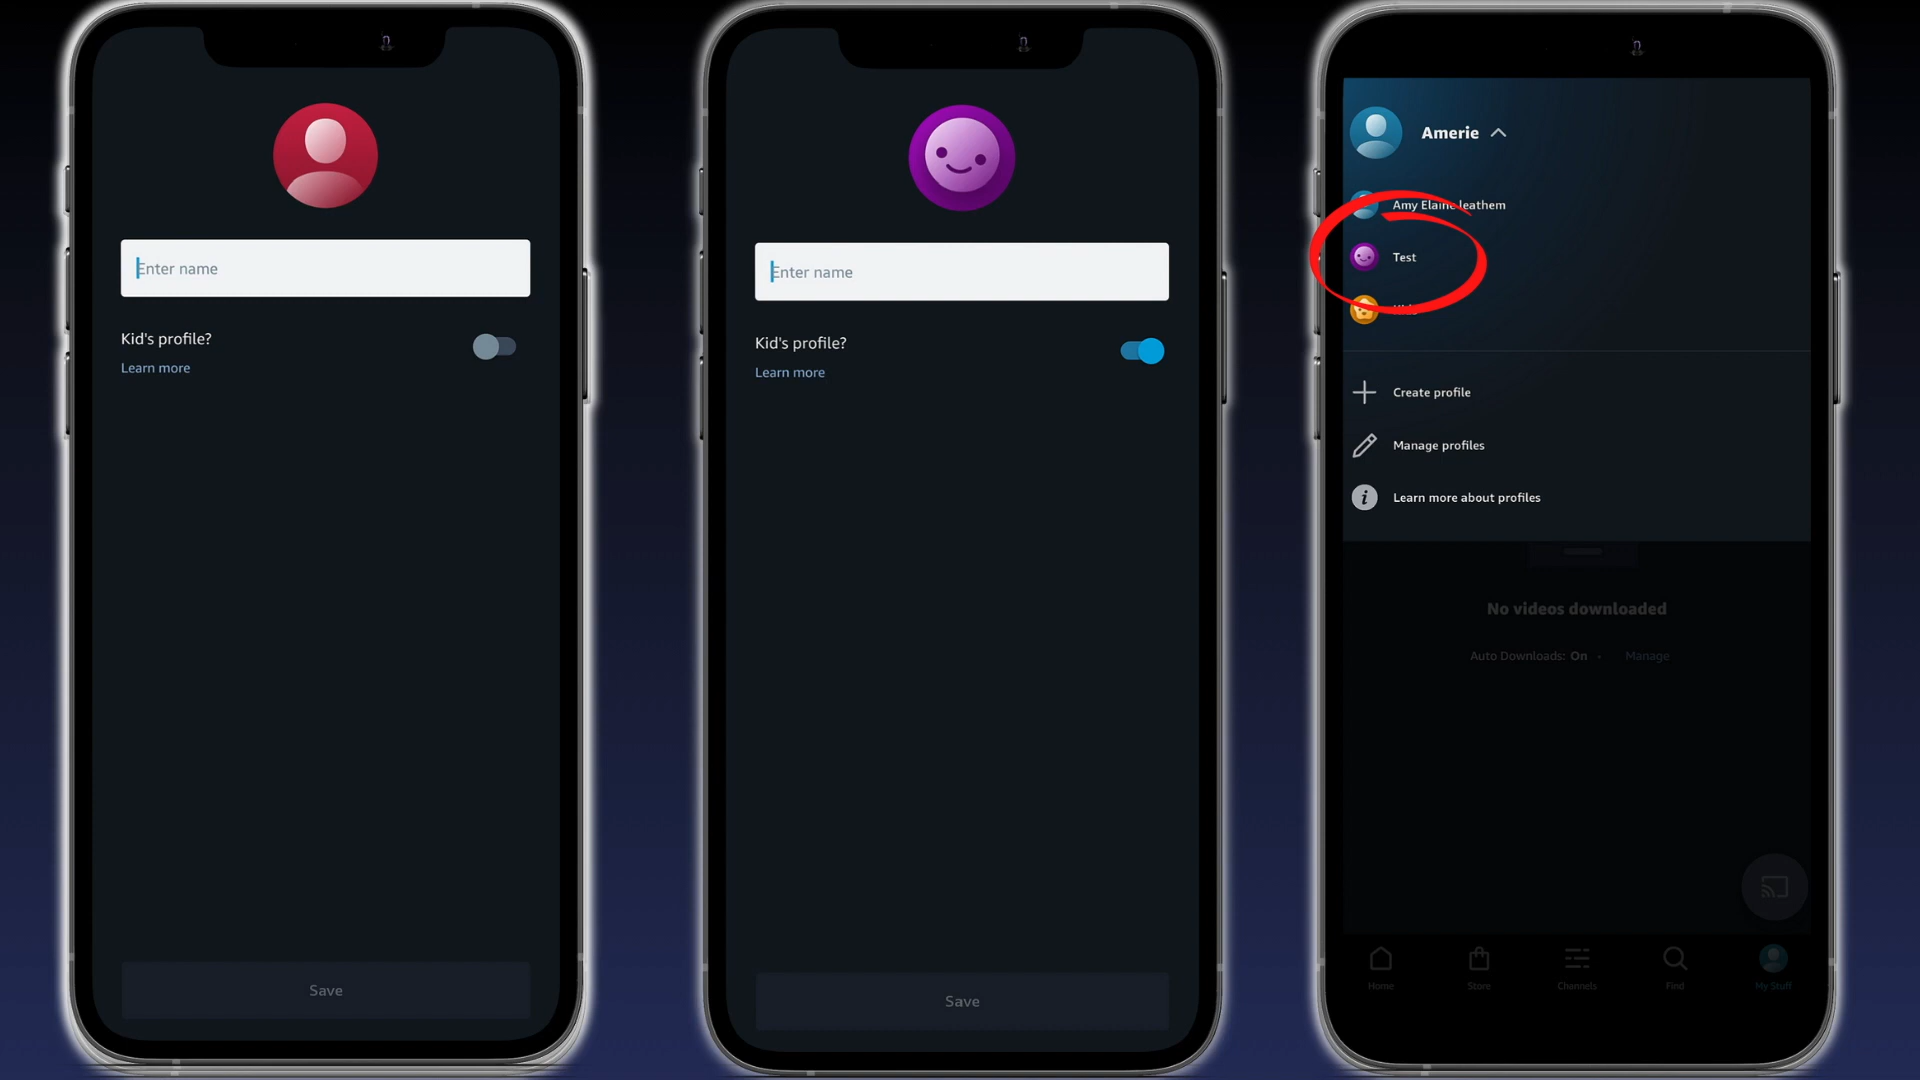 Enter name
Kid's profile?
Learn more
Save
Enter name
Kid's profile?
Learn more
Save
Amerie
Amy Elaine leathem
Test
Kids
Create profile
Manage profiles
i
Learn more about profiles
No videos downloaded
Auto Downloads: On • Manage
Home
Store
Channels
Find
My Stuff